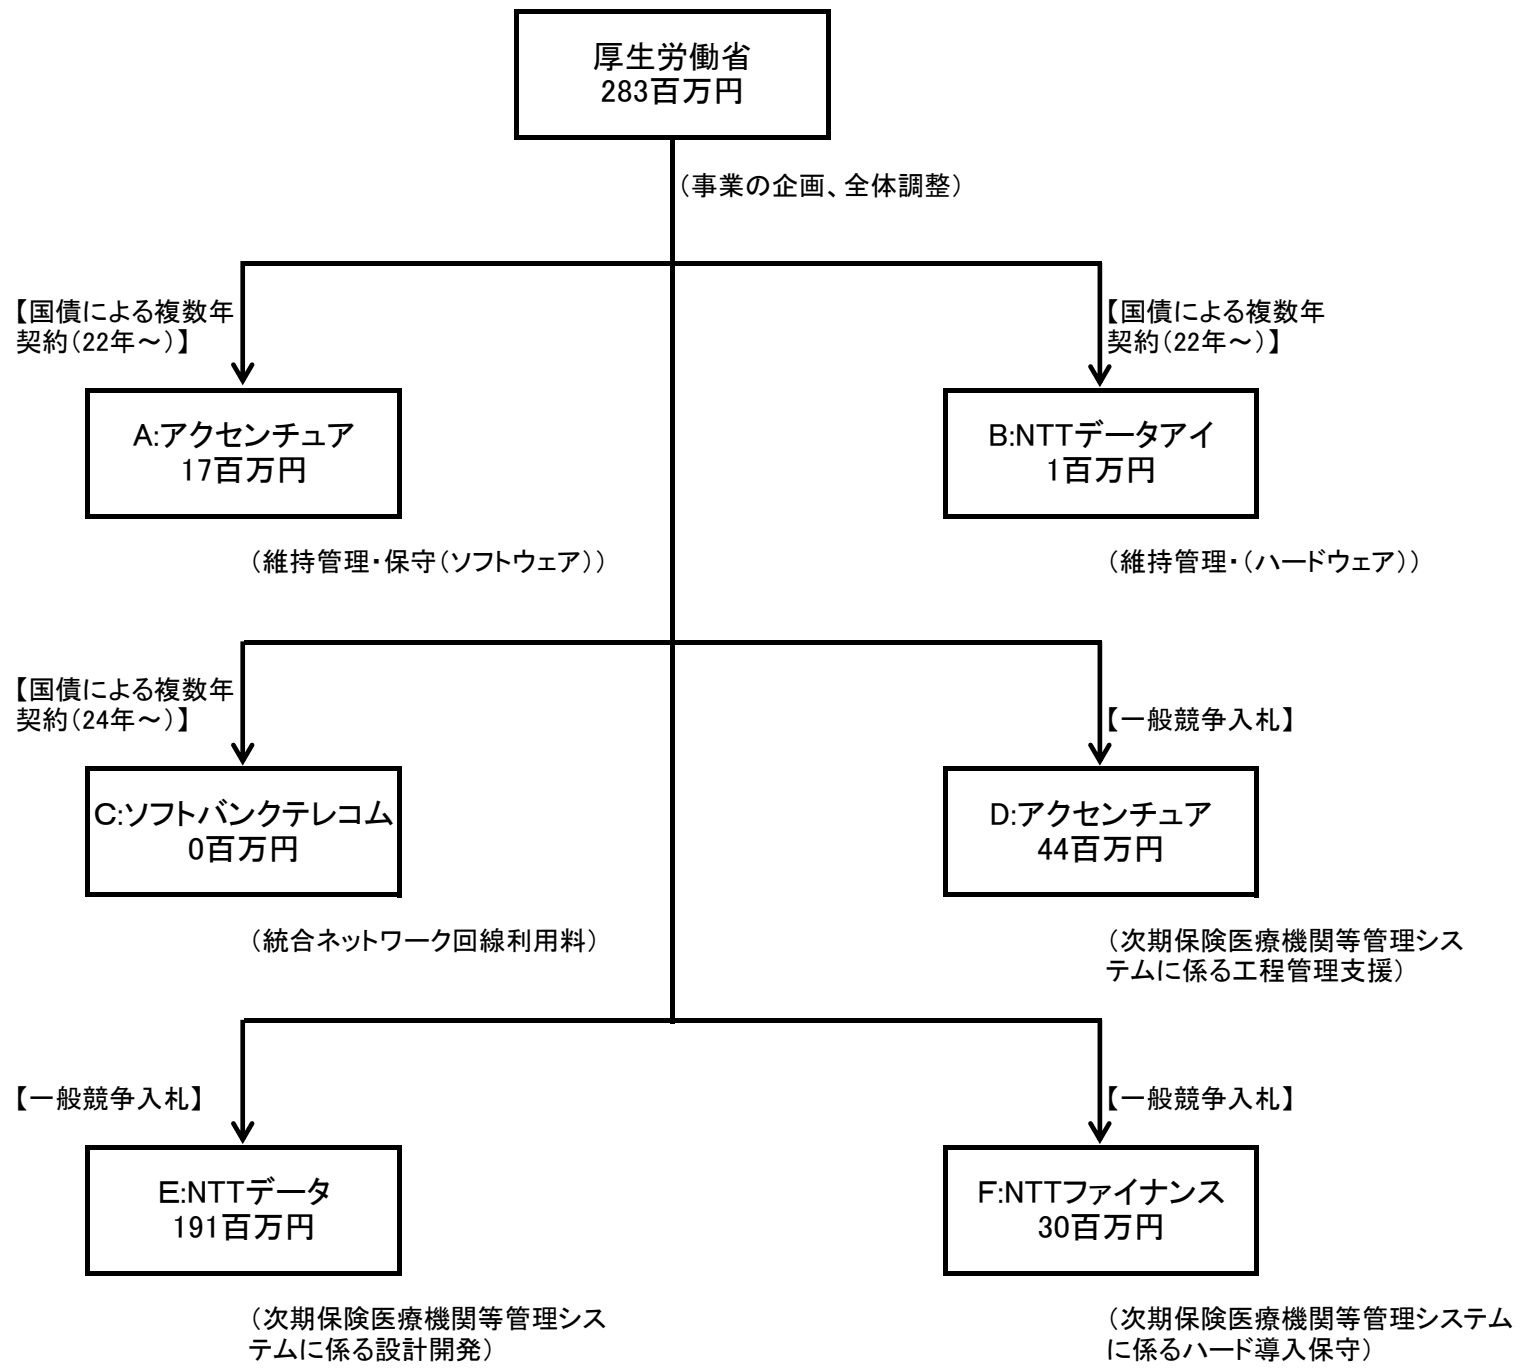 厚生労働省
283百万円
（事業の企画、全体調整）
【国債による複数年
契約（22年～）】
【国債による複数年
契約（22年～）】
A:アクセンチュア
17百万円
B:NTTデータアイ
1百万円
（維持管理・保守（ソフトウェア））
（維持管理・（ハードウェア））
【国債による複数年
契約（24年～）】
【一般競争入札】
C:ソフトバンクテレコム
0百万円
D:アクセンチュア
44百万円
（統合ネットワーク回線利用料）
（次期保険医療機関等管理シス
テムに係る工程管理支援）
【一般競争入札】
【一般競争入札】
E:NTTデータ
191百万円
F:NTTファイナンス
30百万円
（次期保険医療機関等管理シス
テムに係る設計開発）
（次期保険医療機関等管理システム
に係るハード導入保守）